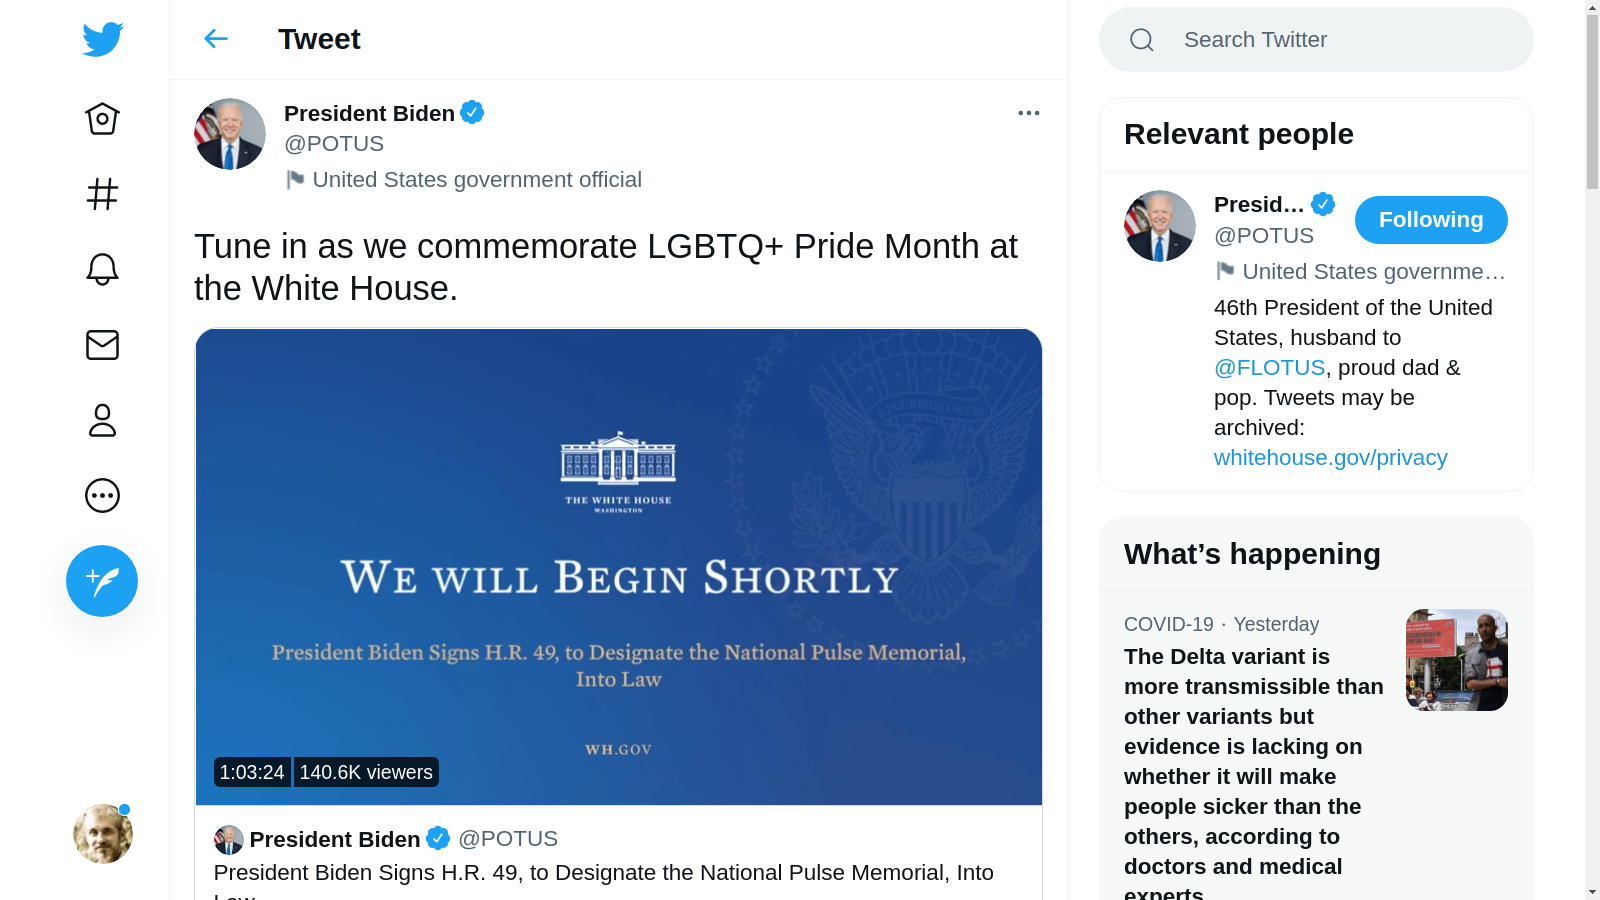 Tweet
President Biden
@POTUS
United States government official
Tune in as we commemorate LGBTQ+ Pride Month at
the White House.
E PLURIBUS UNUM
THE WHITE HOUSE
WASHINGTON
WE WILL BEGIN SHORTLY
President Biden Signs H.R. 49, to Designate the National Pulse Memorial,
Into Law
WH.GOV
1:03:24 140.6K viewers
President Biden @POTUS
President Biden Signs H.R. 49, to Designate the National Pulse Memorial, Into
Law
Search Twitter
Relevant people
Presid…
@POTUS
Following
United States governme…
46th President of the United
States, husband to
@FLOTUS, proud dad &
pop. Tweets may be
archived:
whitehouse.gov/privacy
What’s happening
COVID-19 · Yesterday
The Delta variant is
more transmissible than
other variants but
evidence is lacking on
whether it will make
people sicker than the
others, according to
doctors and medical
experts